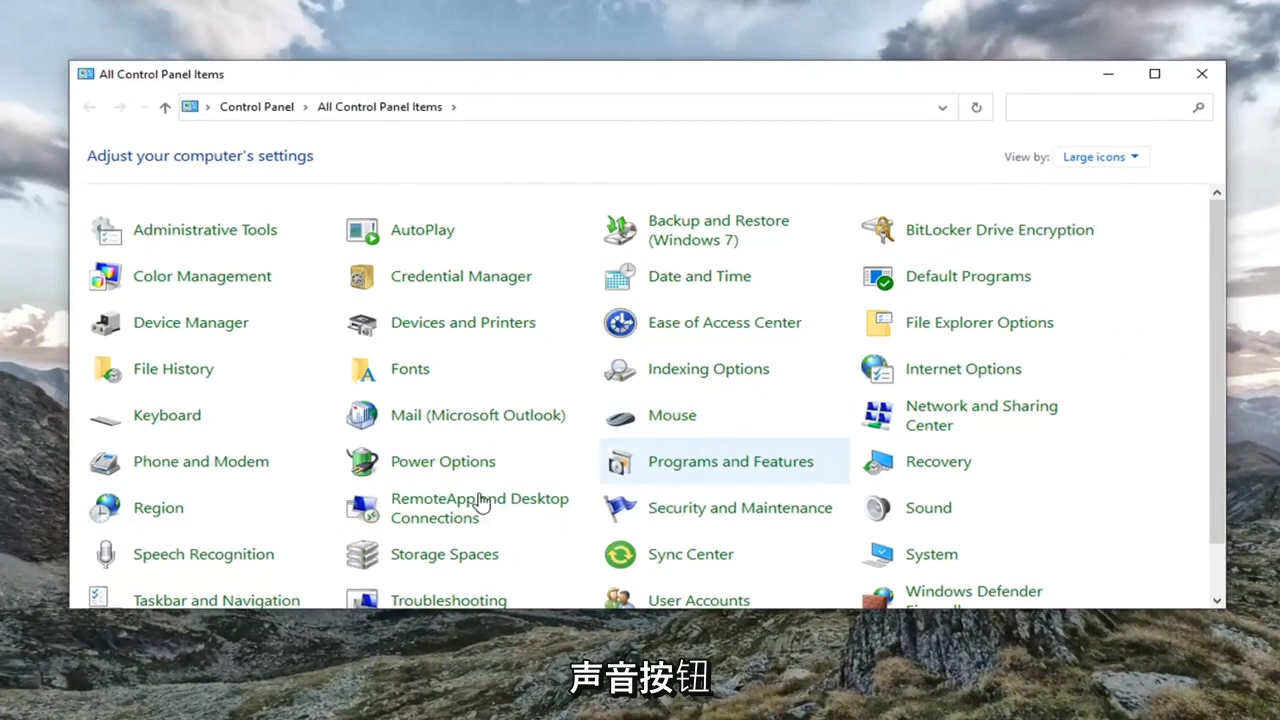 All Control Panel Items
Control Panel › All Control Panel Items ›
Adjust your computer's settings
View by: Large icons
Administrative Tools
AutoPlay
Backup and Restore
(Windows 7)
BitLocker Drive Encryption
Color Management
Credential Manager
Date and Time
Default Programs
Device Manager
Devices and Printers
Ease of Access Center
File Explorer Options
File History
Fonts
Indexing Options
Internet Options
Keyboard
Mail (Microsoft Outlook)
Mouse
Network and Sharing
Center
Phone and Modem
Power Options
Programs and Features
Recovery
Region
RemoteApp and Desktop
Connections
Security and Maintenance
Sound
Speech Recognition
Storage Spaces
Sync Center
System
Taskbar and Navigation
Troubleshooting
User Accounts
Windows Defender
声音按钮